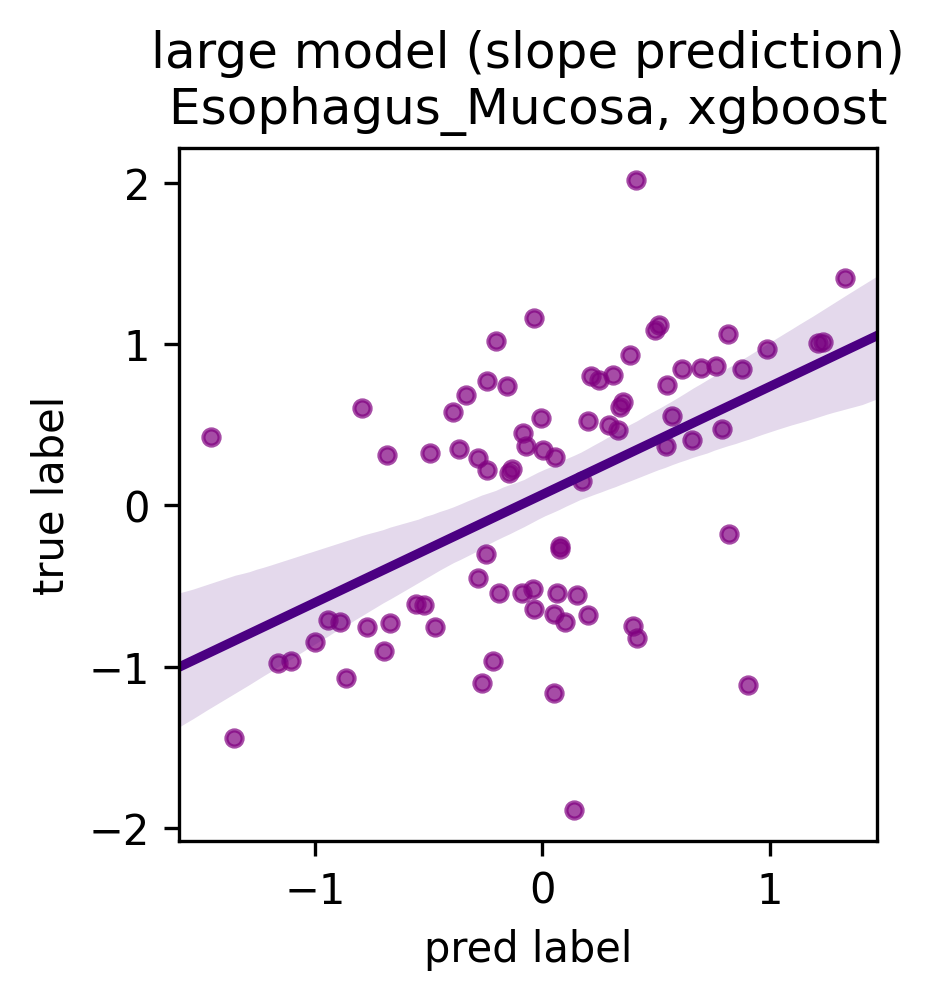 large model (slope prediction)
Esophagus_Mucosa, xgboost
2
1
0
−1
−2
true label
−1
0
1
pred label